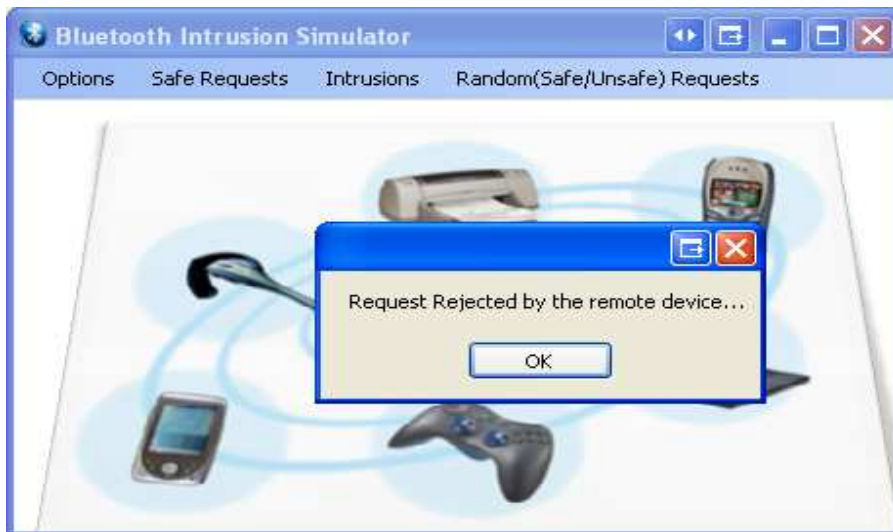 Bluetooth Intrusion Simulator
Options Safe Requests Intrusions Random(Safe/Unsafe) Requests
Request Rejected by the remote device...
OK